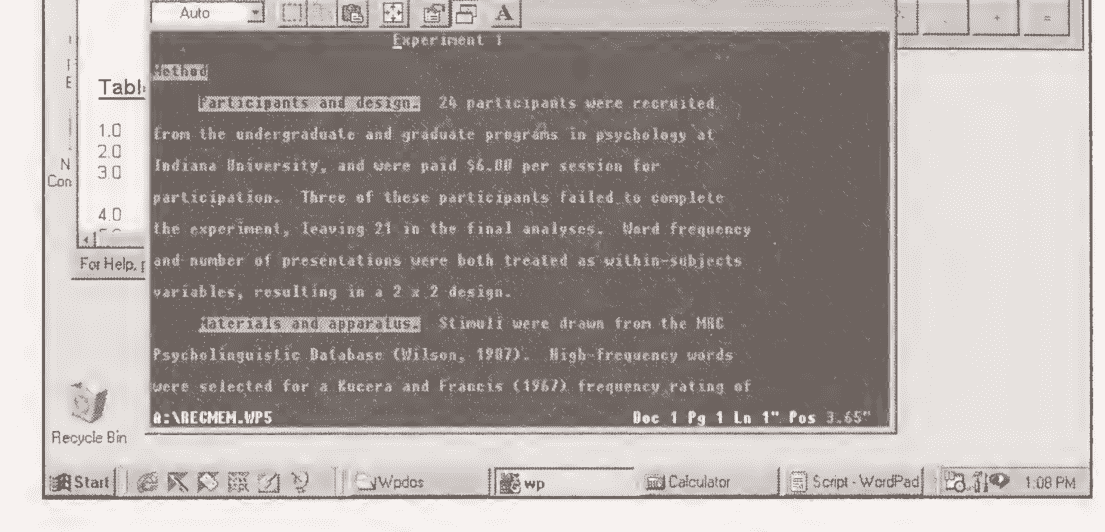 Auto
A
. + =
Experiment 1
Method
Participants and design. 24 participants were recruited
from the undergraduate and graduate programs in psychology at
Indiana University, and were paid $6.00 per session for
participation. Three of these participants failed to complete
the experiment, leaving 21 in the final analyses. Word frequency
and number of presentations were both treated as within-subjects
variables, resulting in a 2 x 2 design.
Materials and apparatus. Stimuli were drawn from the MRC
Psycholinguistic Database (Wilson, 1987). High-frequency words
were selected for a Kucera and Francis (1967) frequency rating of
A:\RECMEM.WP5 Doc 1 Pg 1 Ln 1" Pos 3.65"
E
Tabl
1.0
2.0
3.0
4.0
N
Con
For Help, p
Recycle Bin
Start Wpdos wp Calculator Script - WordPad 1:08 PM